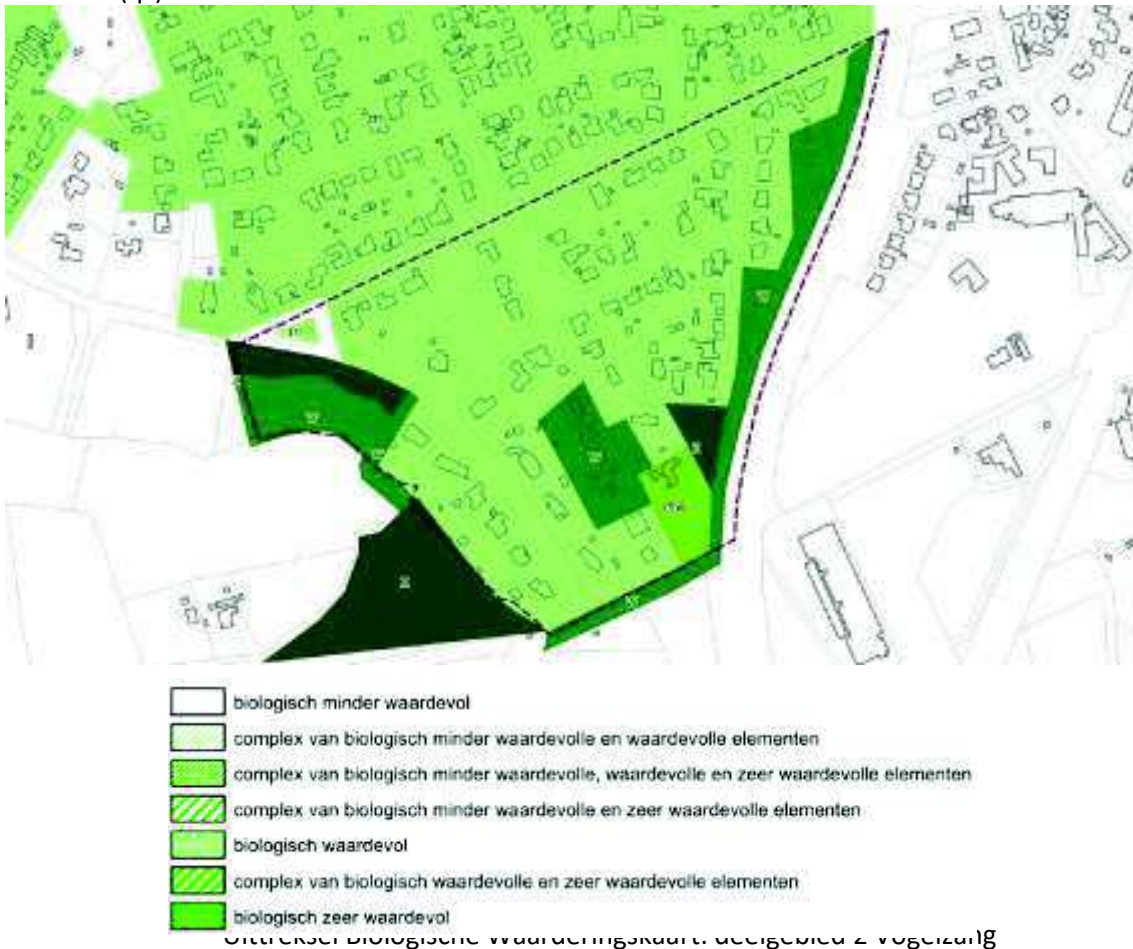 biologisch minder waardevol
complex van biologisch minder waardevolle en waardevolle elementen
complex van biologisch minder waardevolle, waardevolle en zeer waardevolle elementen
complex van biologisch minder waardevolle en zeer waardevolle elementen
biologisch waardevol
complex van biologisch waardevolle en zeer waardevolle elementen
biologisch zeer waardevol
Uittreksel Biologische Waarderingskaart: deelgebied 2 Vogelzang